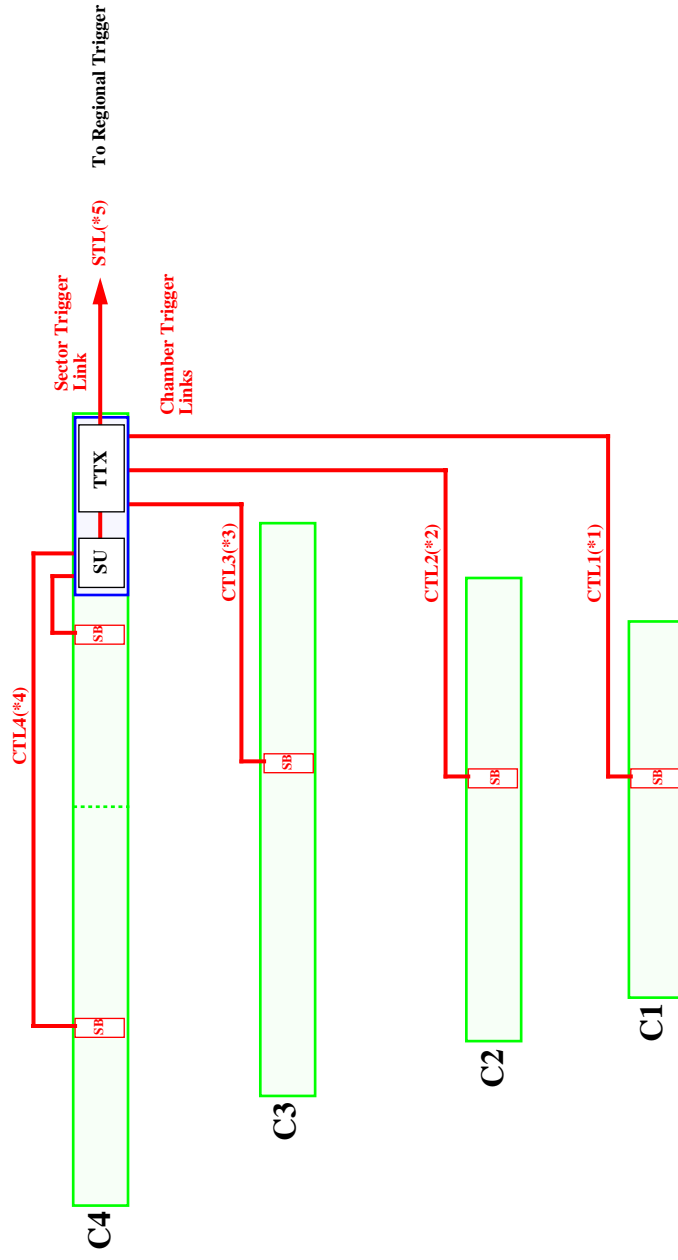 To Regional Trigger
STL(*5)
Sector Trigger
Link
Chamber Trigger
Links
TTX
SU
SB
SB
CTL4(*4)
C4
CTL3(*3)
SB
C3
CTL2(*2)
SB
C2
CTL1(*1)
SB
C1